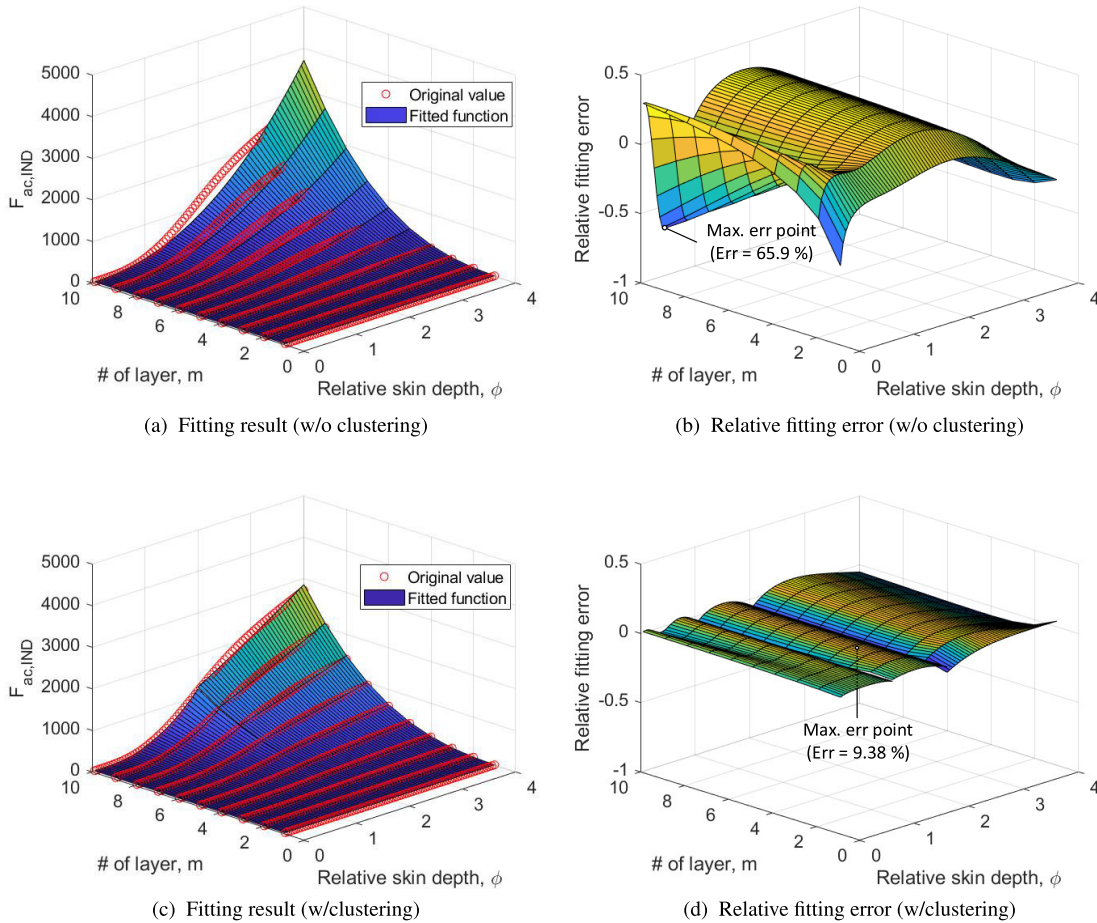 5000
4000
3000
2000
1000
0
F_ac,IND
Original value
Fitted function
10
8
6
4
2
0
0
1
2
3
4
# of layer, m
Relative skin depth, ϕ
(a) Fitting result (w/o clustering)
0.5
0
-0.5
-1
Relative fitting error
Max. err point
(Err = 65.9 %)
10
8
6
4
2
0
0
1
2
3
4
# of layer, m
Relative skin depth, ϕ
(b) Relative fitting error (w/o clustering)
5000
4000
3000
2000
1000
0
F_ac,IND
Original value
Fitted function
10
8
6
4
2
0
0
1
2
3
4
# of layer, m
Relative skin depth, ϕ
(c) Fitting result (w/clustering)
0.5
0
-0.5
-1
Relative fitting error
Max. err point
(Err = 9.38 %)
10
8
6
4
2
0
0
1
2
3
4
# of layer, m
Relative skin depth, ϕ
(d) Relative fitting error (w/clustering)